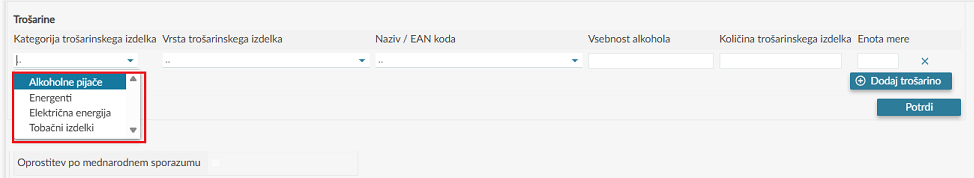 Trošarine
Kategorija trošarinskega izdelka Vrsta trošarinskega izdelka Naziv / EAN koda Vsebnost alkohola Količina trošarinskega izdelka Enota mere
.. .. ..
Alkoholne pijače
Energenti
Električna energija
Tobačni izdelki
Dodaj trošarino
Potrdi
Oprostitev po mednarodnem sporazumu